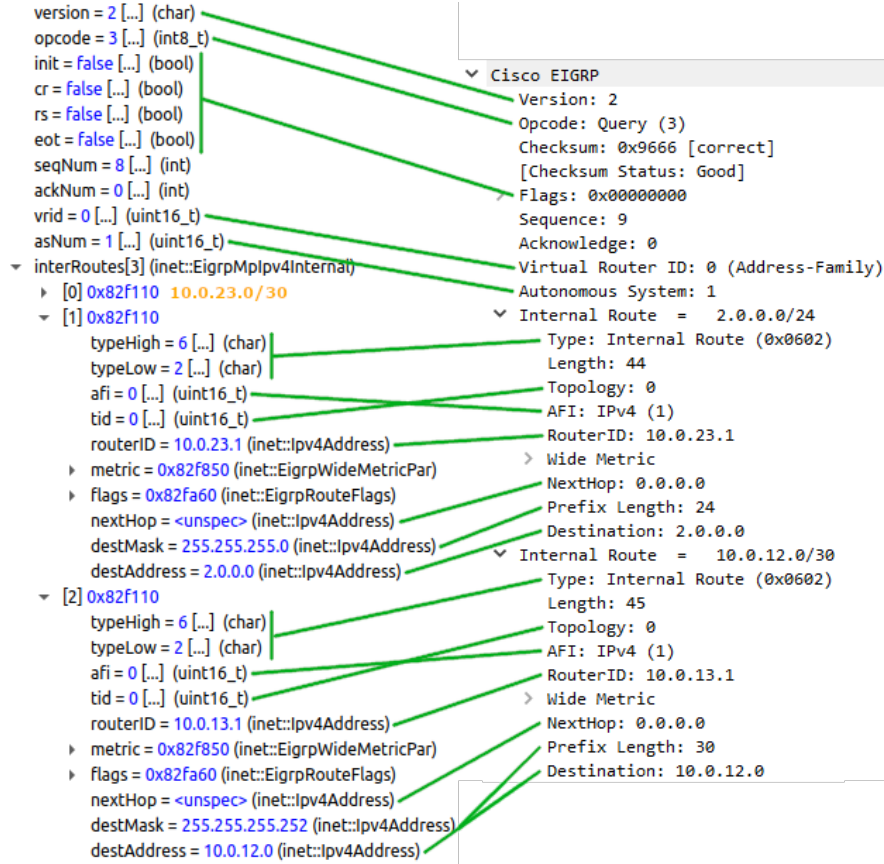 version = 2 [...] (char)
opcode = 3 [...] (int8_t)
init = false [...] (bool)
cr = false [...] (bool)
rs = false [...] (bool)
eot = false [...] (bool)
seqNum = 8 [...] (int)
ackNum = 0 [...] (int)
vrid = 0 [...] (uint16_t)
asNum = 1 [...] (uint16_t)
interRoutes[3] (inet::EigrpMpIpv4Internal)
[0] 0x82f110 10.0.23.0/30
[1] 0x82f110
typeHigh = 6 [...] (char)
typeLow = 2 [...] (char)
afi = 0 [...] (uint16_t)
tid = 0 [...] (uint16_t)
routerID = 10.0.23.1 (inet::Ipv4Address)
metric = 0x82f850 (inet::EigrpWideMetricPar)
flags = 0x82fa60 (inet::EigrpRouteFlags)
nextHop = <unspec> (inet::Ipv4Address)
destMask = 255.255.255.0 (inet::Ipv4Address)
destAddress = 2.0.0.0 (inet::Ipv4Address)
[2] 0x82f110
typeHigh = 6 [...] (char)
typeLow = 2 [...] (char)
afi = 0 [...] (uint16_t)
tid = 0 [...] (uint16_t)
routerID = 10.0.13.1 (inet::Ipv4Address)
metric = 0x82f850 (inet::EigrpWideMetricPar)
flags = 0x82fa60 (inet::EigrpRouteFlags)
nextHop = <unspec> (inet::Ipv4Address)
destMask = 255.255.255.252 (inet::Ipv4Address)
destAddress = 10.0.12.0 (inet::Ipv4Address)
Cisco EIGRP
Version: 2
Opcode: Query (3)
Checksum: 0x9666 [correct]
[Checksum Status: Good]
Flags: 0x00000000
Sequence: 9
Acknowledge: 0
Virtual Router ID: 0 (Address-Family)
Autonomous System: 1
Internal Route = 2.0.0.0/24
Type: Internal Route (0x0602)
Length: 44
Topology: 0
AFI: IPv4 (1)
RouterID: 10.0.23.1
Wide Metric
NextHop: 0.0.0.0
Prefix Length: 24
Destination: 2.0.0.0
Internal Route = 10.0.12.0/30
Type: Internal Route (0x0602)
Length: 45
Topology: 0
AFI: IPv4 (1)
RouterID: 10.0.13.1
Wide Metric
NextHop: 0.0.0.0
Prefix Length: 30
Destination: 10.0.12.0